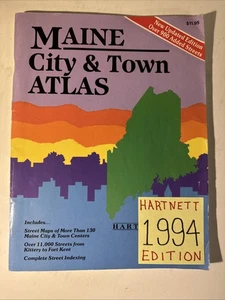 $11.95
New Updated Edition
Over 900 Added Streets
MAINE
City & Town
ATLAS
HART
HARTNETT
1994
EDITION
Includes...
Street Maps of More Than 130
Maine City & Town Centers
Over 11,000 Streets from
Kittery to Fort Kent
Complete Street Indexing